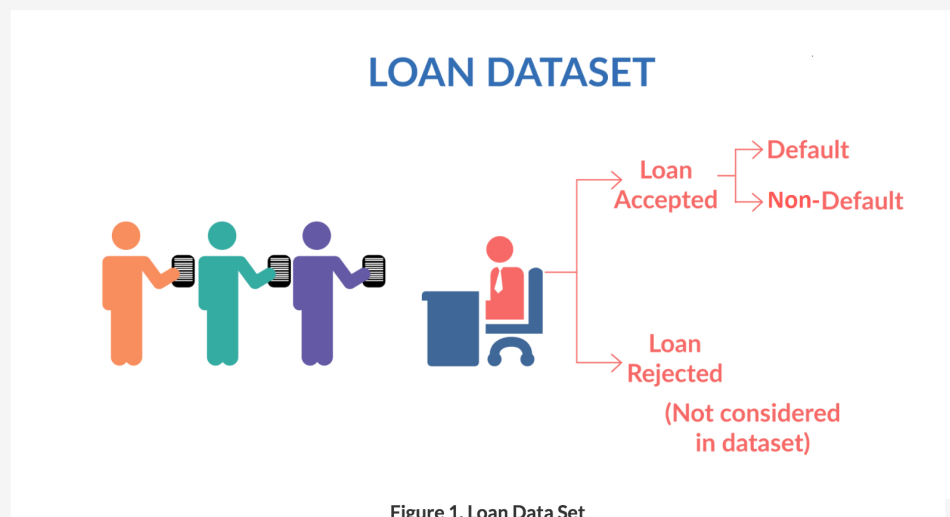 LOAN DATASET
Loan
Accepted
Default
Non-Default
Loan
Rejected
(Not considered
in dataset)
Figure 1. Loan Data Set